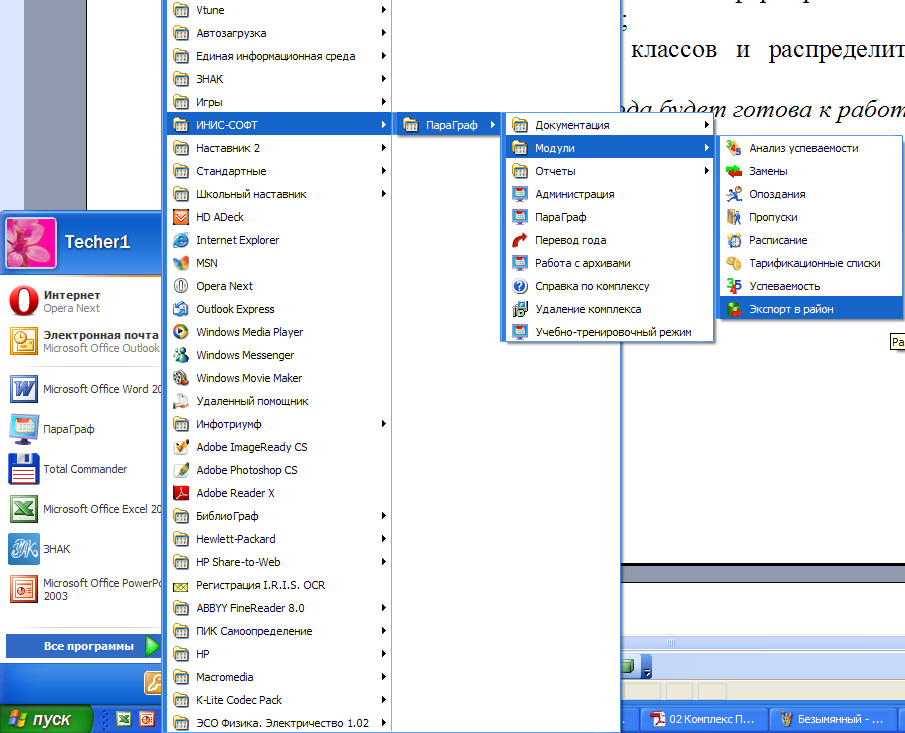 Techer1
Интернет
Opera Next
Электронная почта
Microsoft Office Outlook
Microsoft Office Word 20
ПараГраф
Total Commander
Microsoft Office Excel 20
ЗНАК
Microsoft Office PowerPo
2003
Все программы
пуск
Vtune
Автозагрузка
Единая информационная среда
ЗНАК
Игры
ИНИС-СОФТ
Наставник 2
Стандартные
Школьный наставник
HD ADeck
Internet Explorer
MSN
Opera Next
Outlook Express
Windows Media Player
Windows Messenger
Windows Movie Maker
Удаленный помощник
Инфотриумф
Adobe ImageReady CS
Adobe Photoshop CS
Adobe Reader X
БиблиоГраф
Hewlett-Packard
HP Share-to-Web
Регистрация I.R.I.S. OCR
ABBYY FineReader 8.0
ПИК Самоопределение
HP
Macromedia
K-Lite Codec Pack
ЭСО Физика. Электричество 1.02
ПараГраф
Документация
Модули
Отчеты
Администрация
ПараГраф
Перевод года
Работа с архивами
Справка по комплексу
Удаление комплекса
Учебно-тренировочный режим
Анализ успеваемости
Замены
Опоздания
Пропуски
Расписание
Тарификационные списки
Успеваемость
Экспорт в район
;
классов и распределит
ода будет готова к работ
Ра
02 Комплекс П...
Безымянный - ...